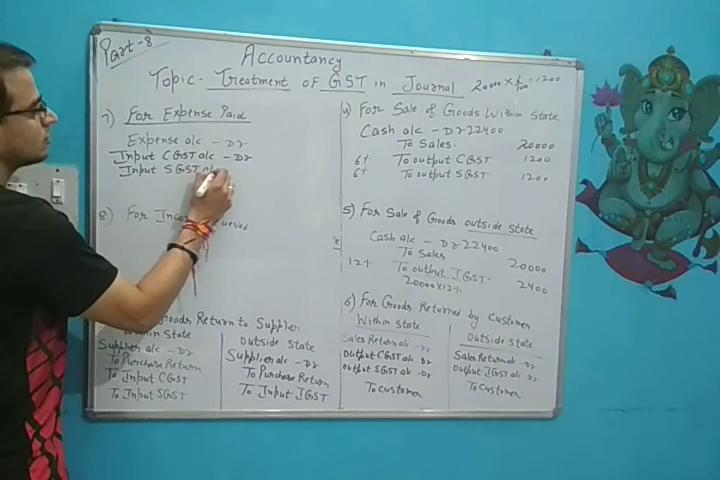 Part-8
Accountancy
Topic- Treatment of GST in Journal
20000 x 6/100 = 1200
7) For Expense Paid
Expense a/c - Dr
Input CGST a/c - Dr
Input SGST a/c
8) For
Goods Return to Supplier
Within State
Supplier a/c - Dr
To Purchase Return
To Input CGST
To Input SGST
outside State
Supplier a/c - Dr
To Purchase Return
To Input IGST
4) For Sale of Goods Within State
Cash a/c - Dr 22400
To Sales 20000
6% To output CGST 1200
6% To output SGST 1200
5) For Sale of Goods outside State
Cash a/c - Dr 22400
To Sales 20000
12% To output IGST 2400
20000x12%
6) For Goods Returned by Customer
Within State
Sales Return a/c Dr
Output CGST a/c Dr
Output SGST a/c Dr
To Customer
Outside State
Sales Return a/c Dr
Output IGST a/c Dr
To Customer